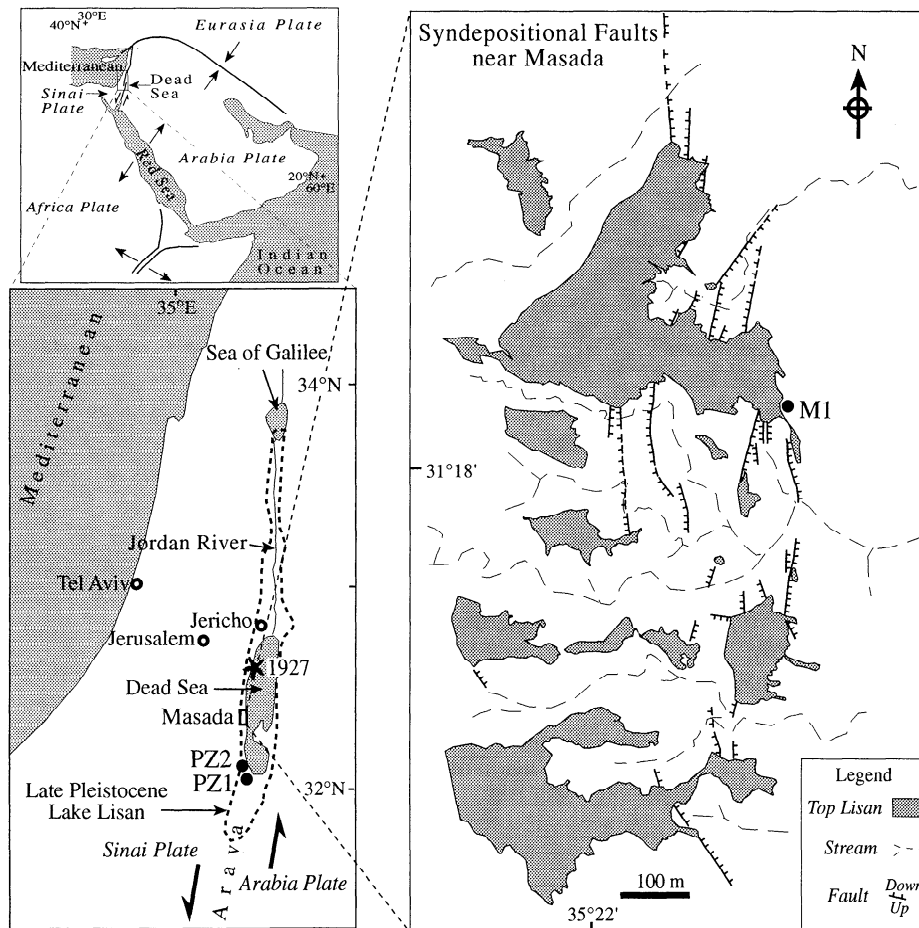 30°E
40°N+
Eurasia Plate
Mediterranean
Dead
Sea
Sinai
Plate
Arabia Plate
Red Sea
20°N+
60°E
Africa Plate
Indian
Ocean
35°E
Mediterranean
Sea of Galilee
34°N
Jordan River
Tel Aviv
Jericho
Jerusalem
1927
Dead Sea
Masada
PZ2
PZ1
Late Pleistocene
Lake Lisan
32°N
Sinai Plate
Arava
Arabia Plate
Syndepositional Faults
near Masada
N
M1
31°18'
100 m
35°22'
Legend
Top Lisan
Stream
Fault
Down
Up